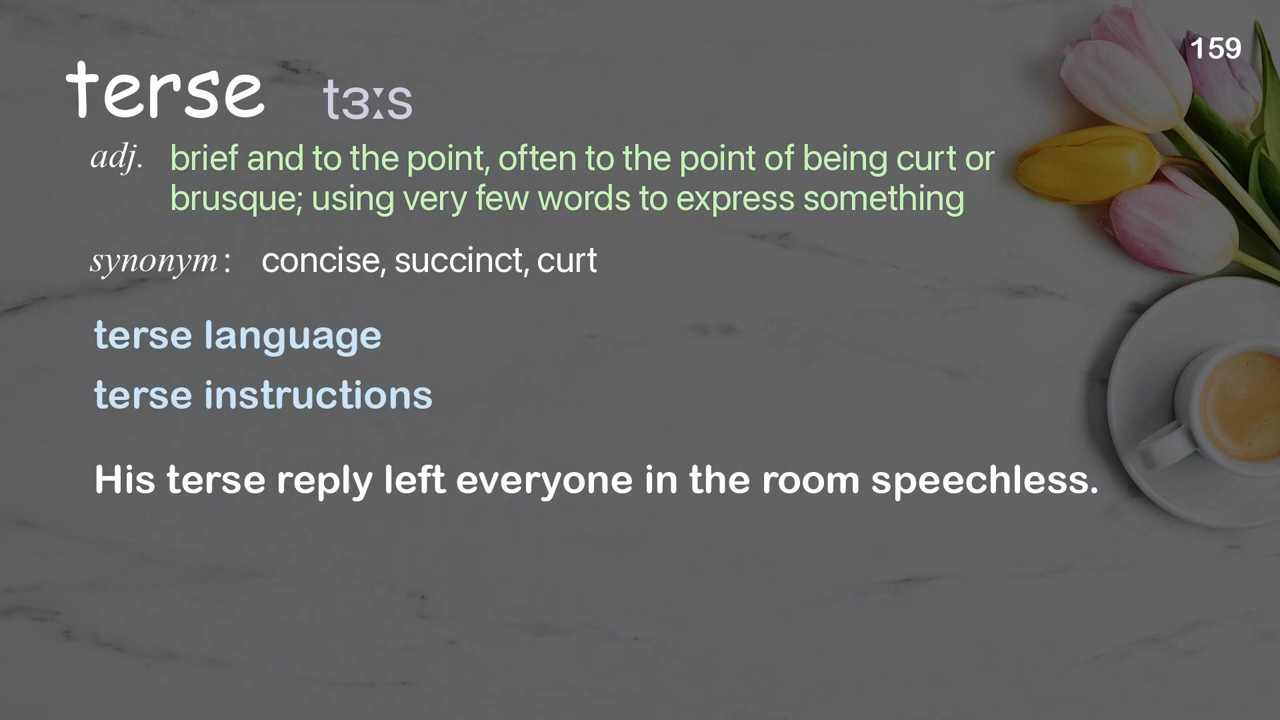 159
terse tɜːs
adj. brief and to the point, often to the point of being curt or
brusque; using very few words to express something
synonym: concise, succinct, curt
terse language
terse instructions
His terse reply left everyone in the room speechless.